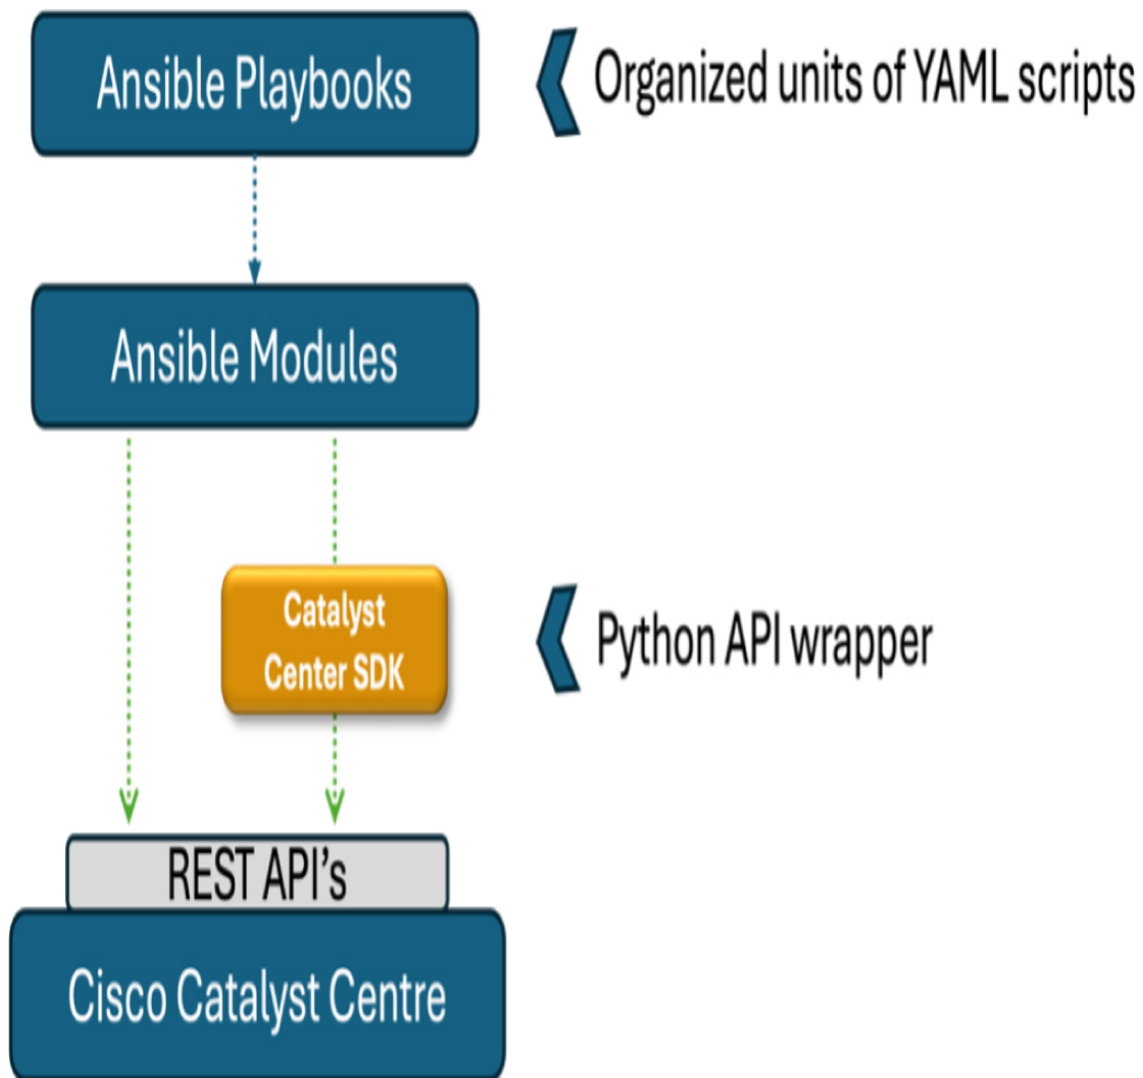 Ansible Playbooks
Organized units of YAML scripts
Ansible Modules
Catalyst
Center SDK
Python API wrapper
REST API's
Cisco Catalyst Centre